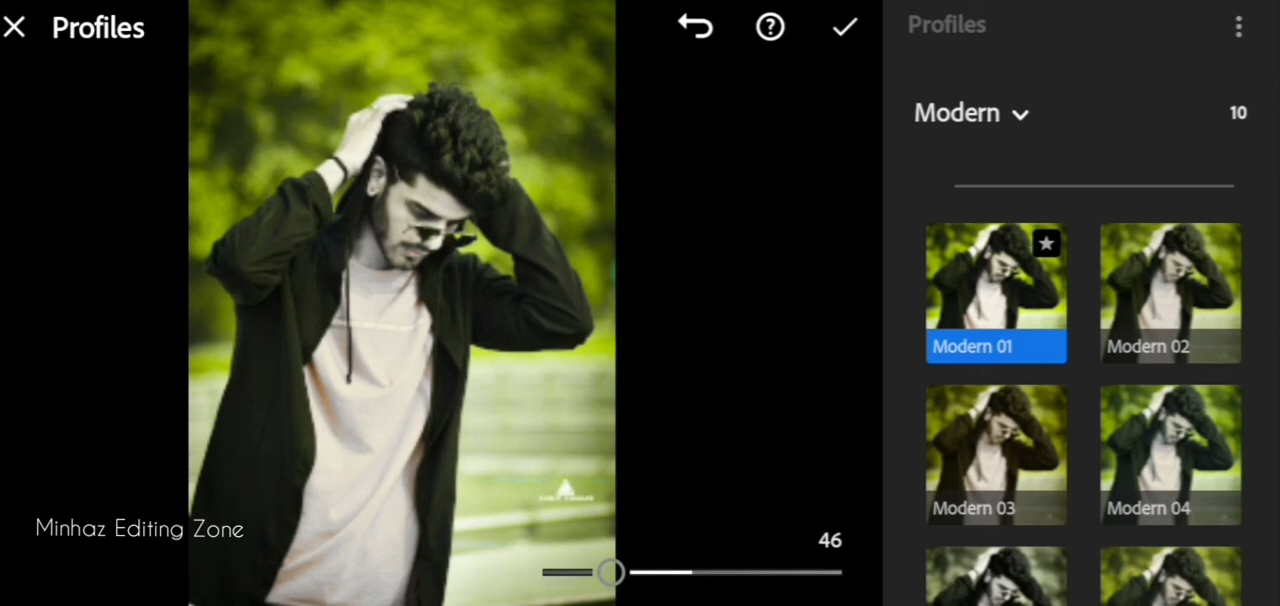 Profiles
Profiles
Modern
10
Modern 01
Modern 02
Modern 03
Modern 04
46
Minhaz Editing Zone